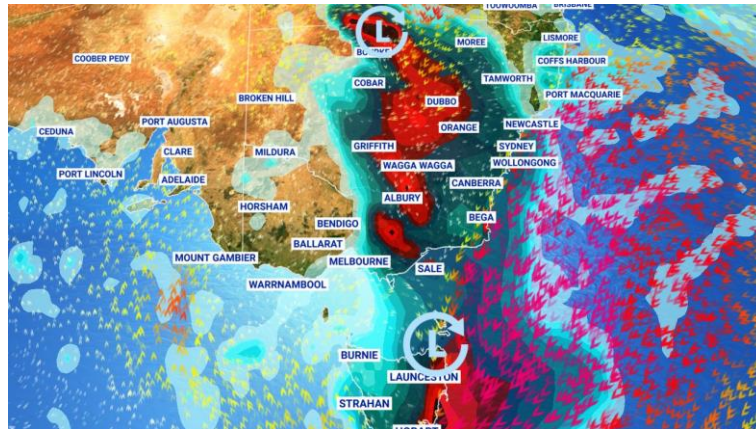 TOOWOOMBA
BRISBANE
L
BOURKE
MOREE
LISMORE
COOBER PEDY
COBAR
TAMWORTH
COFFS HARBOUR
BROKEN HILL
DUBBO
PORT MACQUARIE
PORT AUGUSTA
ORANGE
NEWCASTLE
CEDUNA
CLARE
MILDURA
GRIFFITH
SYDNEY
WAGGA WAGGA
WOLLONGONG
PORT LINCOLN
ADELAIDE
CANBERRA
HORSHAM
ALBURY
BENDIGO
BEGA
BALLARAT
MOUNT GAMBIER
MELBOURNE
SALE
WARRNAMBOOL
L
BURNIE
LAUNCESTON
STRAHAN
HOBART